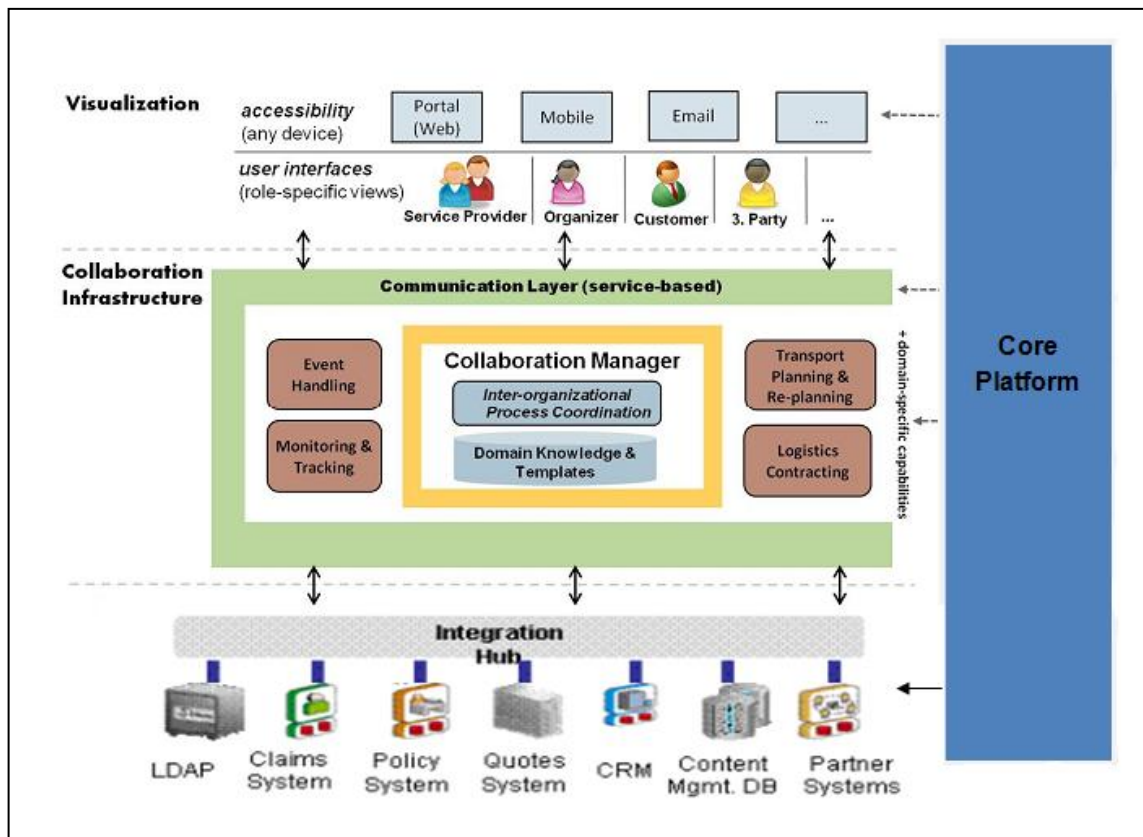 Visualization
accessibility
(any device)
Portal
(Web)
Mobile
Email
...
user interfaces
(role-specific views)
Service Provider
Organizer
Customer
3. Party
...
Collaboration
Infrastructure
Communication Layer (service-based)
Event
Handling
Monitoring &
Tracking
Collaboration Manager
Inter-organizational
Process Coordination
Domain Knowledge &
Templates
Transport
Planning &
Re-planning
Logistics
Contracting
+ domain-specific capabilities
Core
Platform
Integration
Hub
LDAP
Claims
System
Policy
System
Quotes
System
CRM
Content
Mgmt. DB
Partner
Systems